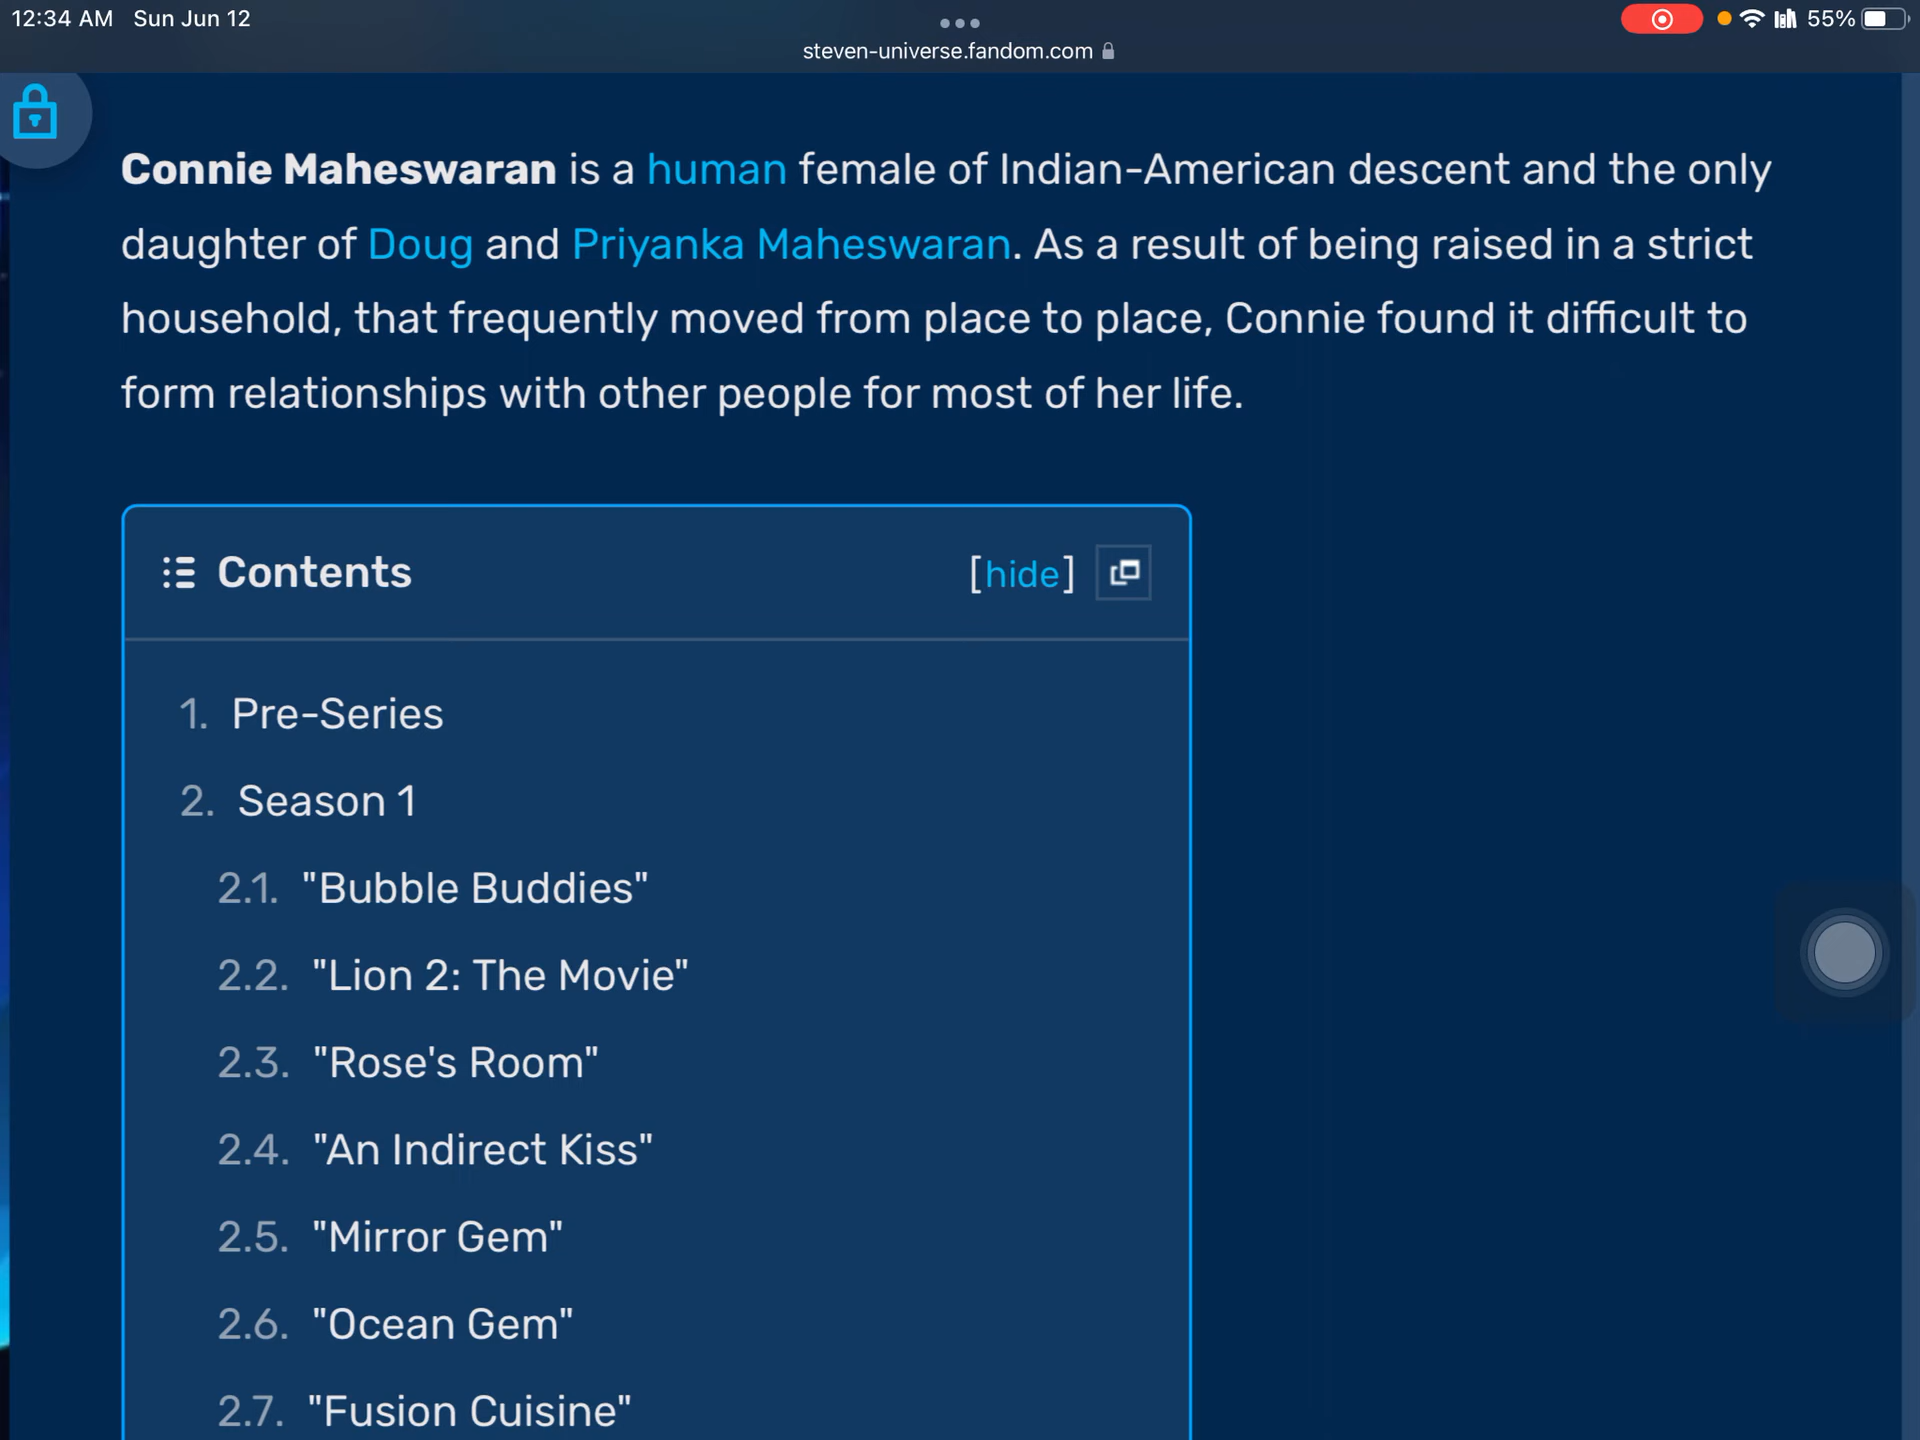 12:34 AM Sun Jun 12
55%
steven-universe.fandom.com
Connie Maheswaran is a human female of Indian-American descent and the only
daughter of Doug and Priyanka Maheswaran. As a result of being raised in a strict
household, that frequently moved from place to place, Connie found it difficult to
form relationships with other people for most of her life.
Contents [hide]
1. Pre-Series
2. Season 1
2.1. "Bubble Buddies"
2.2. "Lion 2: The Movie"
2.3. "Rose's Room"
2.4. "An Indirect Kiss"
2.5. "Mirror Gem"
2.6. "Ocean Gem"
2.7. "Fusion Cuisine"